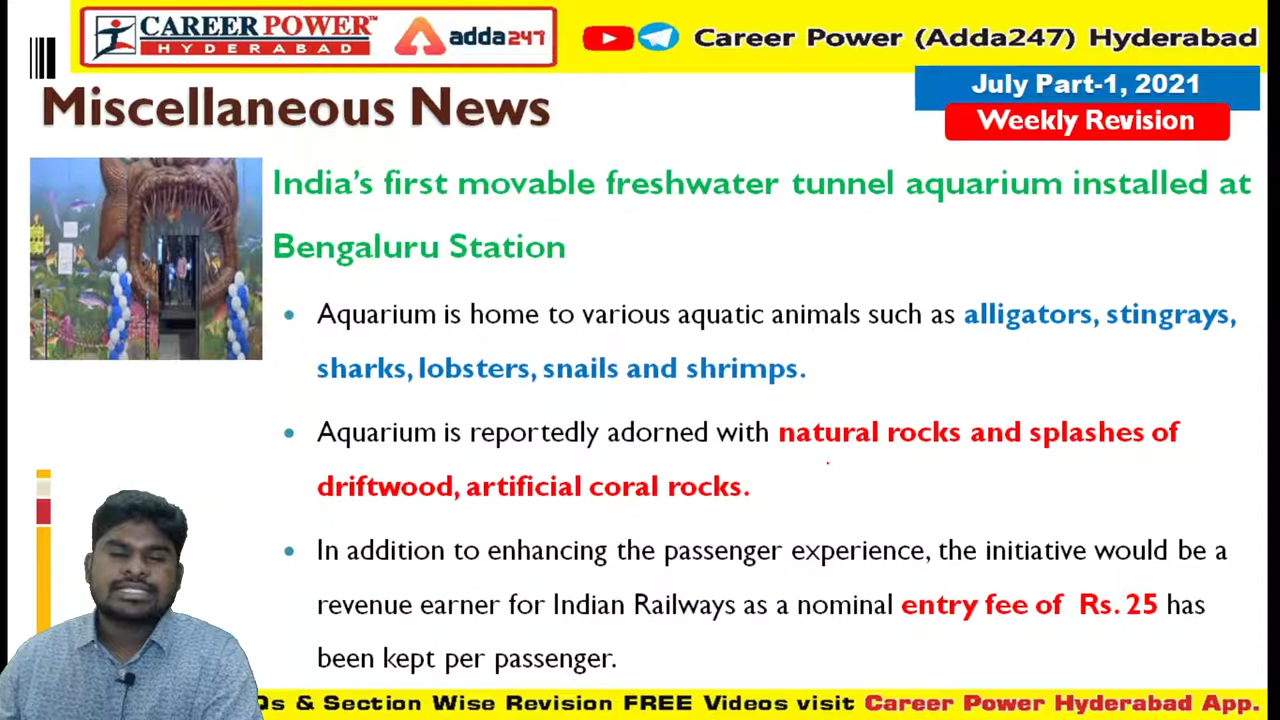 CAREER POWER™
HYDERABAD
adda247
Career Power (Adda247) Hyderabad
July Part-1, 2021
Weekly Revision
Miscellaneous News
India's first movable freshwater tunnel aquarium installed at
Bengaluru Station
• Aquarium is home to various aquatic animals such as alligators, stingrays,
sharks, lobsters, snails and shrimps.
• Aquarium is reportedly adorned with natural rocks and splashes of
driftwood, artificial coral rocks.
• In addition to enhancing the passenger experience, the initiative would be a
revenue earner for Indian Railways as a nominal entry fee of Rs. 25 has
been kept per passenger.
& Section Wise Revision FREE Videos visit Career Power Hyderabad App.